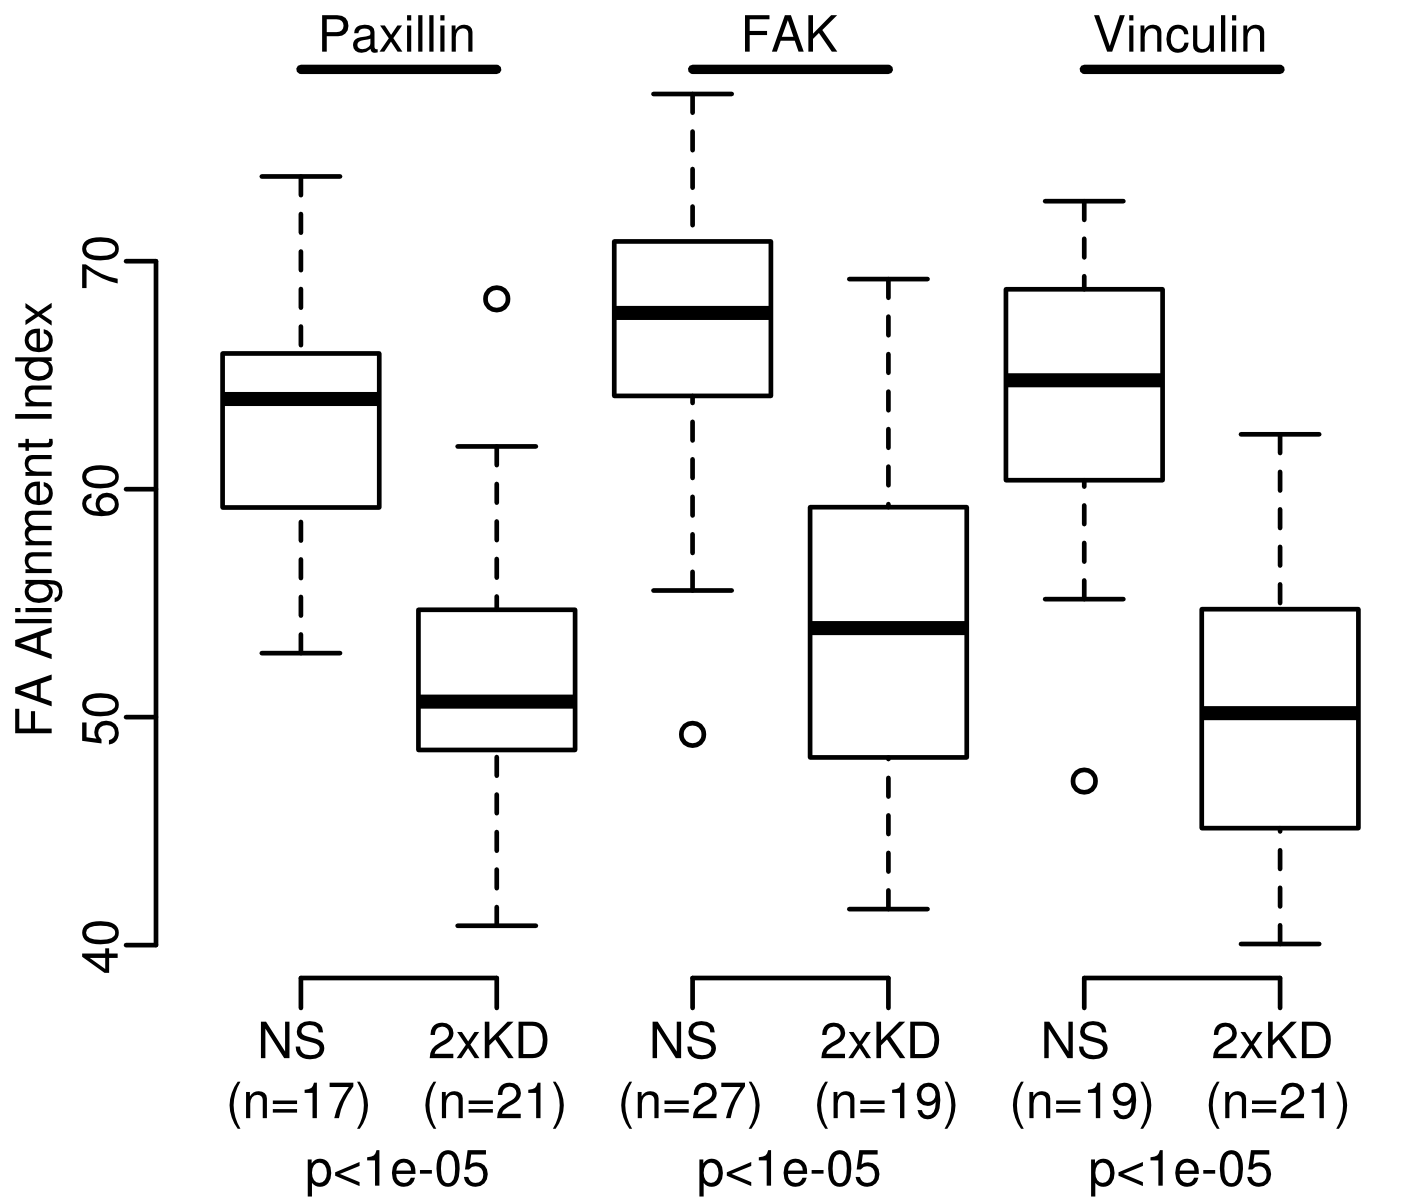 Paxillin FAK Vinculin
FA Alignment Index
70
60
50
40
NS 2xKD NS 2xKD NS 2xKD
(n=17) (n=21) (n=27) (n=19) (n=19) (n=21)
p<1e-05 p<1e-05 p<1e-05